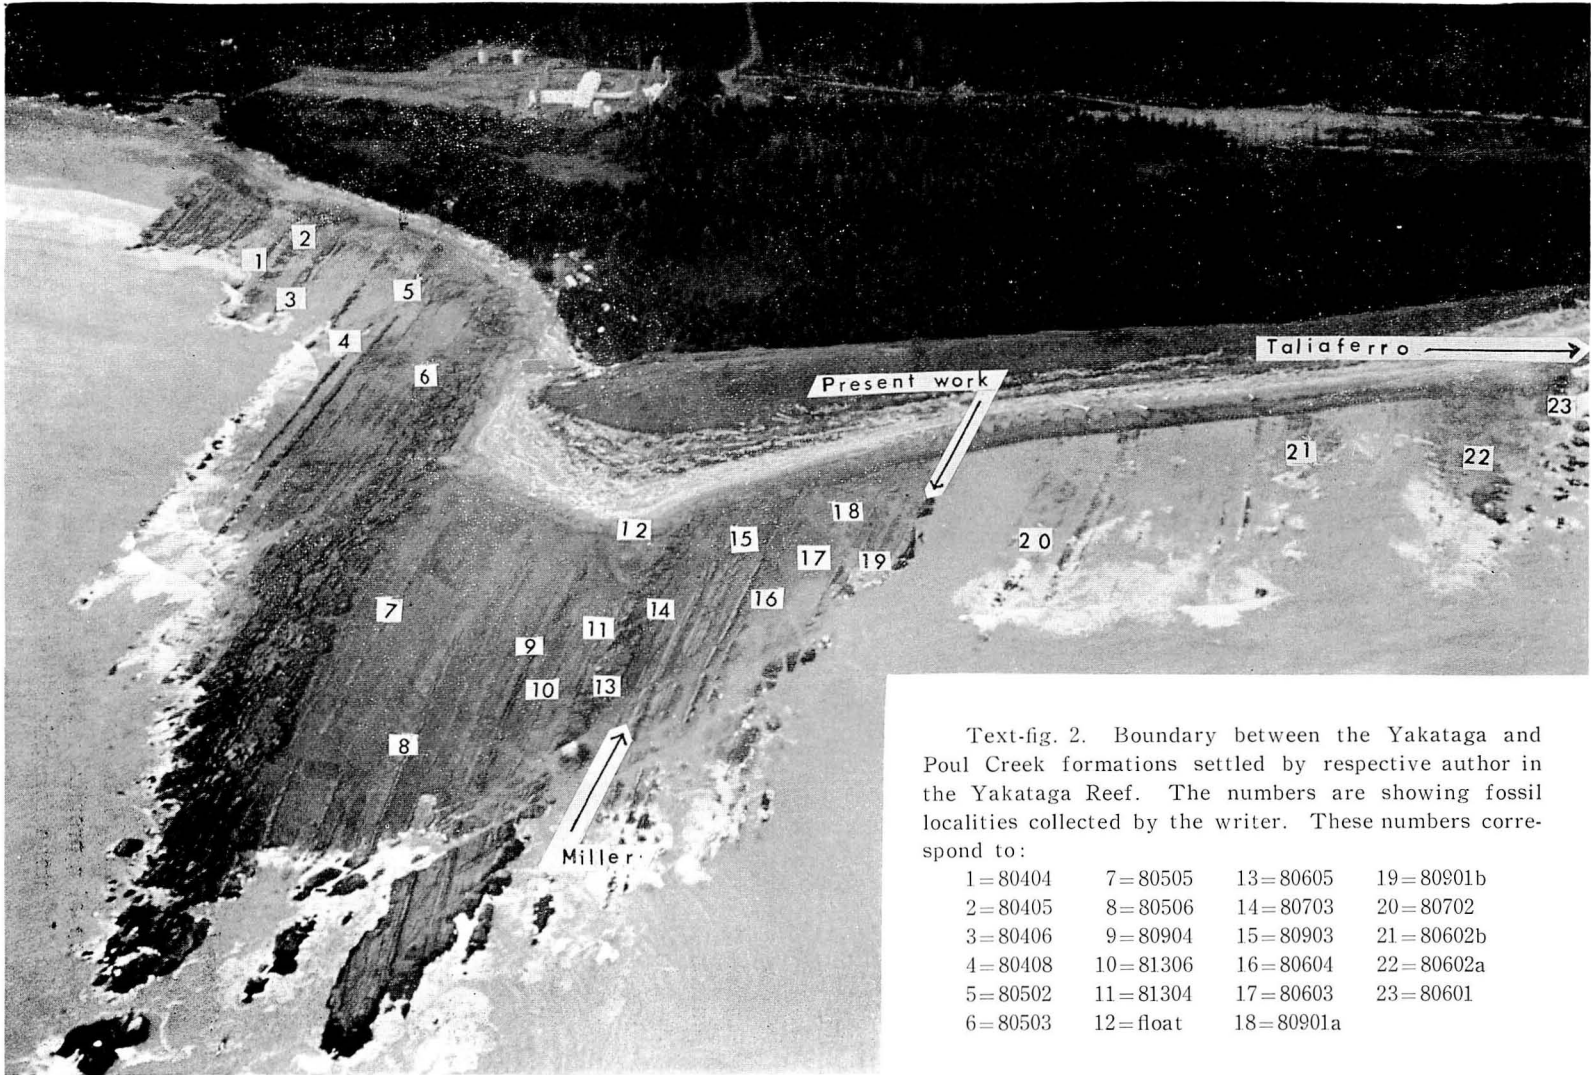 2
1
3
5
4
6
Taliaferro
Present work
23
21
22
18
12
15
20
17
19
16
14
7
11
9
13
10
8
Miller
Text-fig. 2. Boundary between the Yakataga and
Poul Creek formations settled by respective author in
the Yakataga Reef. The numbers are showing fossil
localities collected by the writer. These numbers corre-
spond to:
1=80404 7=80505 13=80605 19=80901b
2=80405 8=80506 14=80703 20=80702
3=80406 9=80904 15=80903 21=80602b
4=80408 10=81306 16=80604 22=80602a
5=80502 11=81304 17=80603 23=80601
6=80503 12=float 18=80901a